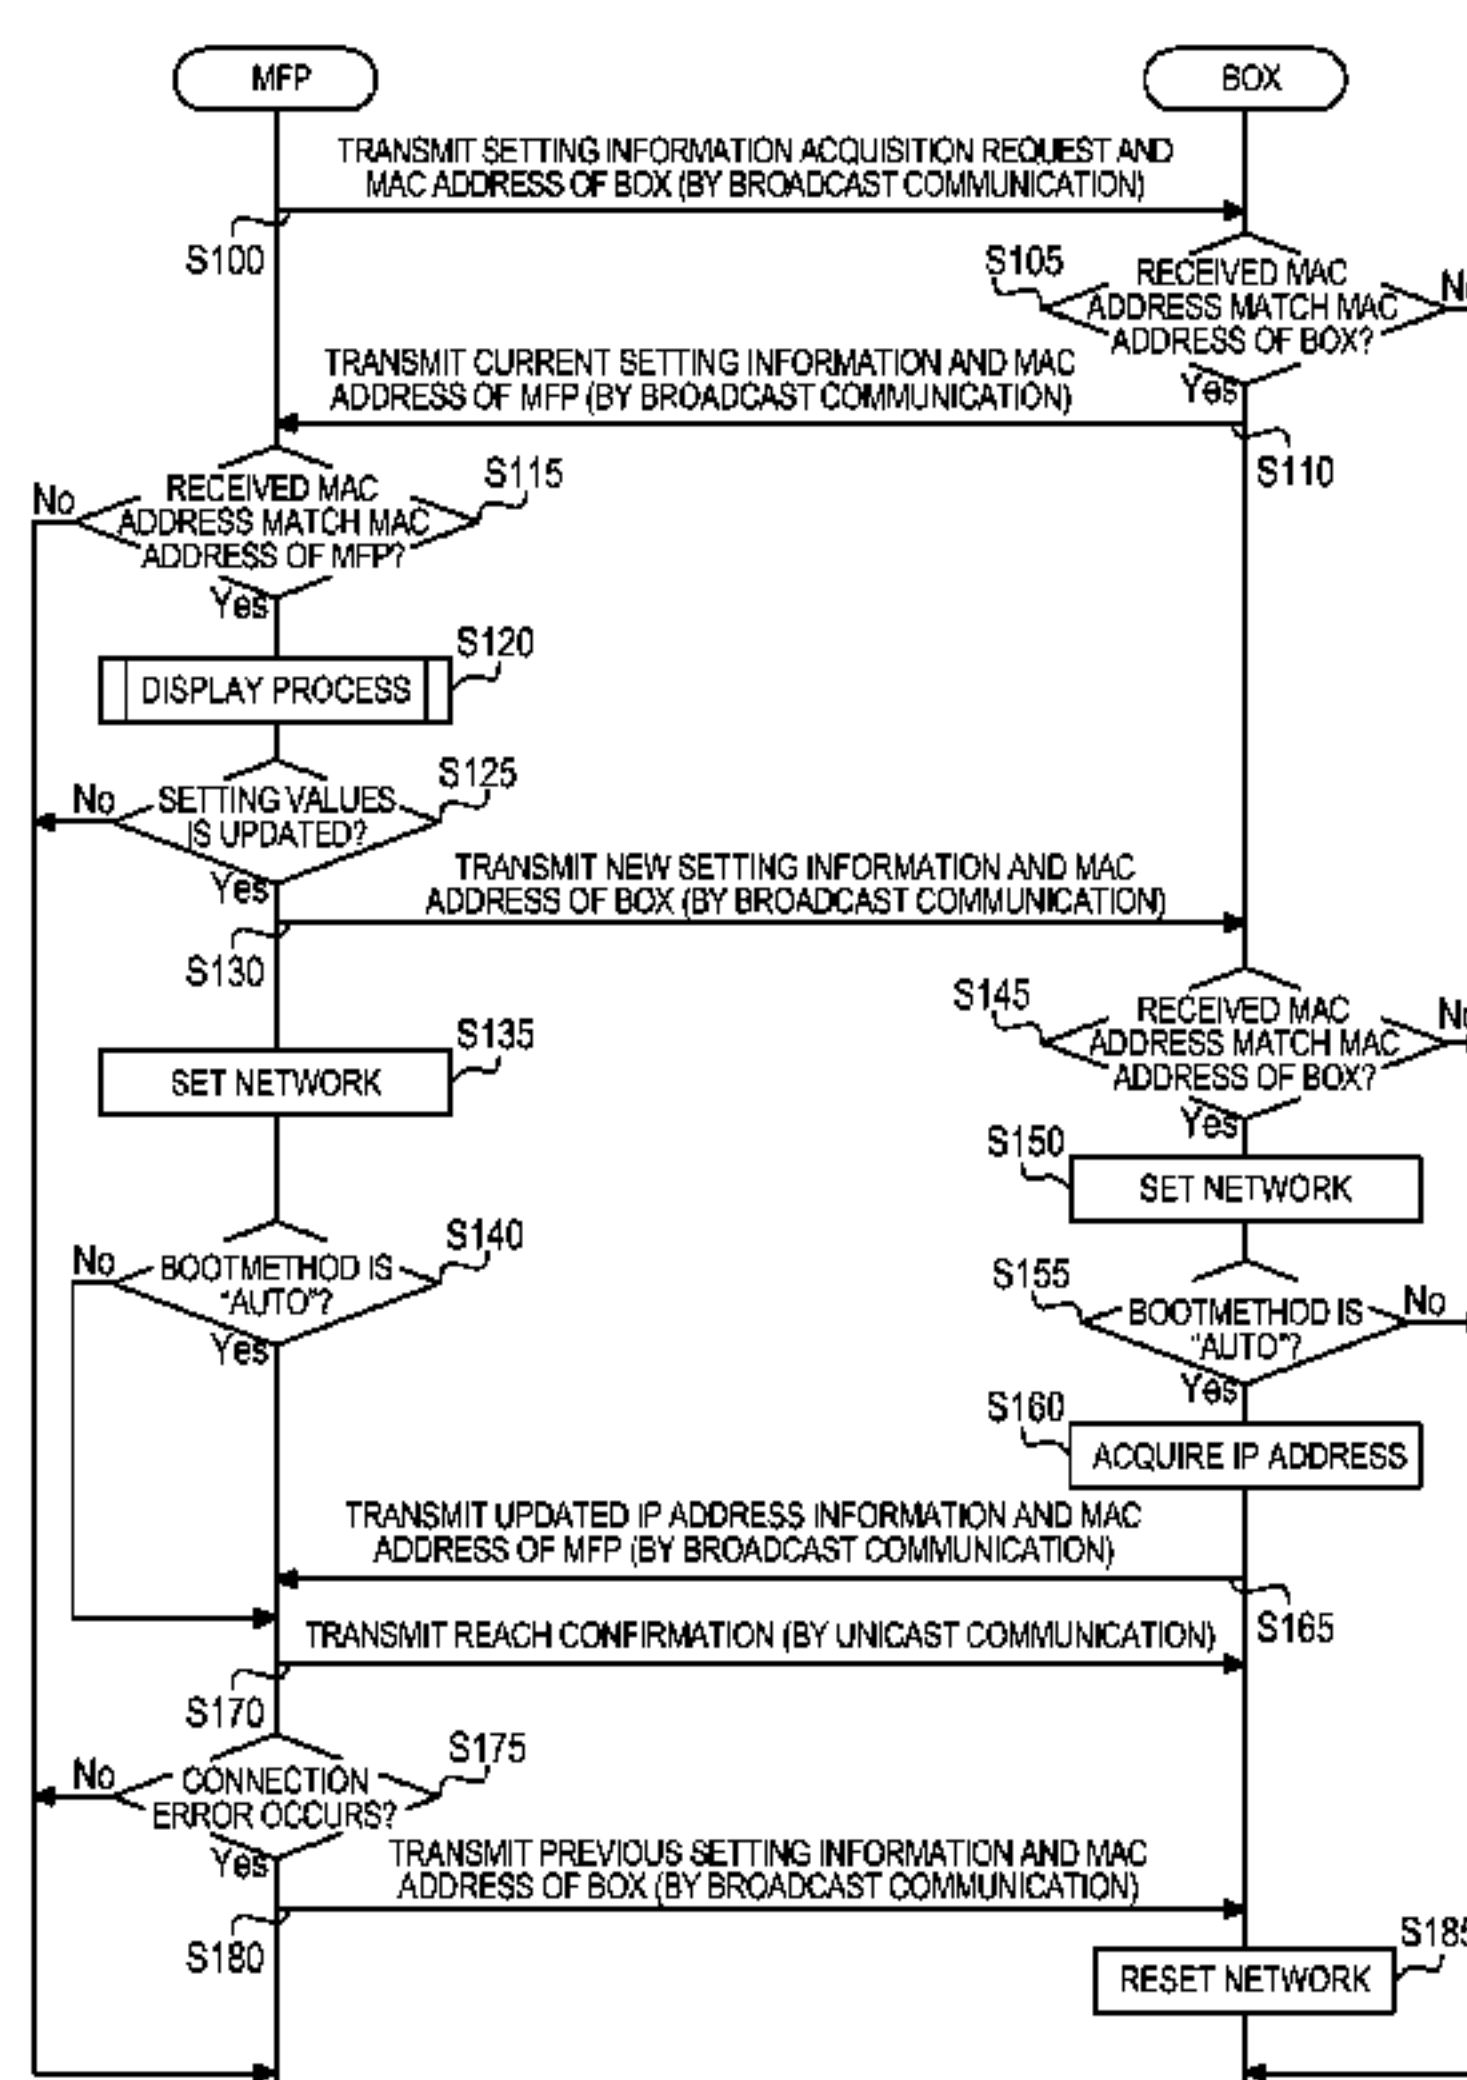 MFP
BOX
TRANSMIT SETTING INFORMATION ACQUISITION REQUEST AND
MAC ADDRESS OF BOX (BY BROADCAST COMMUNICATION)
S100
S105
RECEIVED MAC
ADDRESS MATCH MAC
ADDRESS OF BOX?
No
Yes
TRANSMIT CURRENT SETTING INFORMATION AND MAC
ADDRESS OF MFP (BY BROADCAST COMMUNICATION)
S110
S115
No
RECEIVED MAC
ADDRESS MATCH MAC
ADDRESS OF MFP?
Yes
S120
DISPLAY PROCESS
S125
No
SETTING VALUES
IS UPDATED?
Yes
TRANSMIT NEW SETTING INFORMATION AND MAC
ADDRESS OF BOX (BY BROADCAST COMMUNICATION)
S130
S145
RECEIVED MAC
ADDRESS MATCH MAC
ADDRESS OF BOX?
No
Yes
S135
SET NETWORK
S150
SET NETWORK
S140
No
BOOTMETHOD IS
"AUTO"?
Yes
S155
BOOTMETHOD IS
"AUTO"?
No
Yes
S160
ACQUIRE IP ADDRESS
TRANSMIT UPDATED IP ADDRESS INFORMATION AND MAC
ADDRESS OF MFP (BY BROADCAST COMMUNICATION)
S165
TRANSMIT REACH CONFIRMATION (BY UNICAST COMMUNICATION)
S170
S175
No
CONNECTION
ERROR OCCURS?
Yes
TRANSMIT PREVIOUS SETTING INFORMATION AND MAC
ADDRESS OF BOX (BY BROADCAST COMMUNICATION)
S180
S185
RESET NETWORK